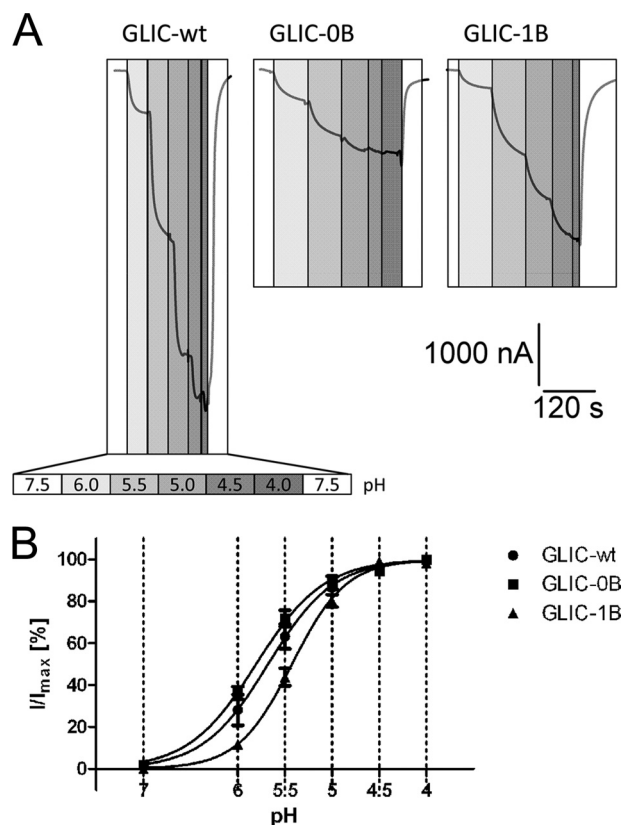 A
GLIC-wt GLIC-0B GLIC-1B
1000 nA
120 s
7.5 6.0 5.5 5.0 4.5 4.0 7.5 pH
B
I/Imax [%]
100
80
60
40
20
0
7 6 5.5 5 4.5 4
pH
GLIC-wt
GLIC-0B
GLIC-1B